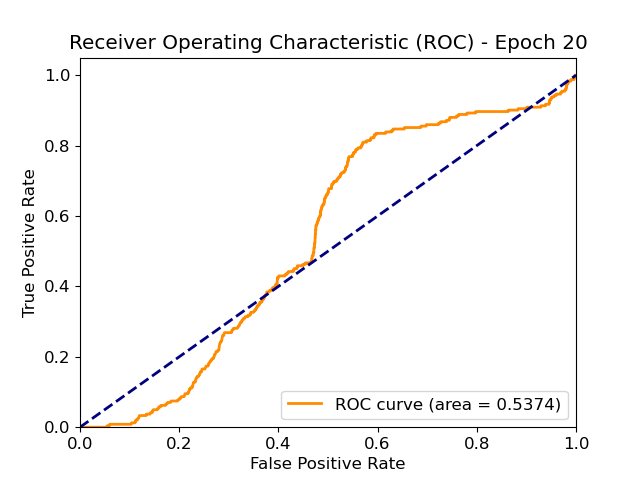 Receiver Operating Characteristic (ROC) - Epoch 20
True Positive Rate
1.0
0.8
0.6
0.4
0.2
0.0
ROC curve (area = 0.5374)
0.0 0.2 0.4 0.6 0.8 1.0
False Positive Rate